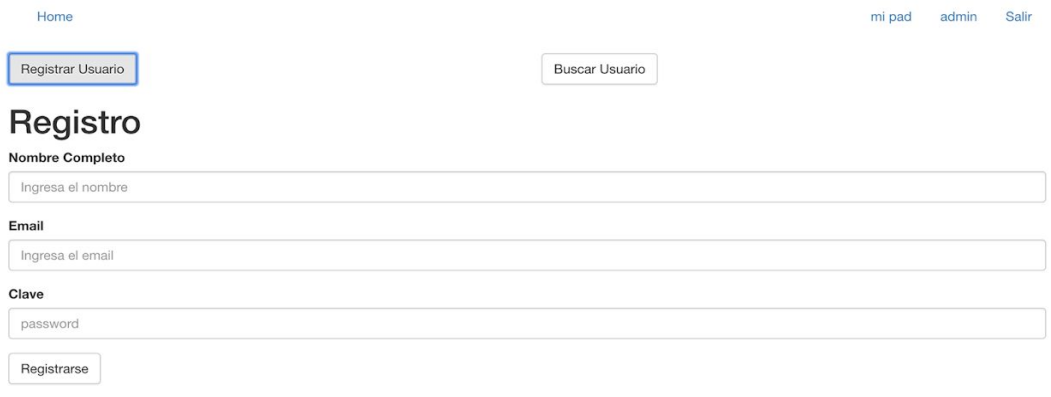 Home mi pad admin Salir
Registrar Usuario Buscar Usuario
Registro
Nombre Completo
Ingresa el nombre
Email
Ingresa el email
Clave
password
Registrarse